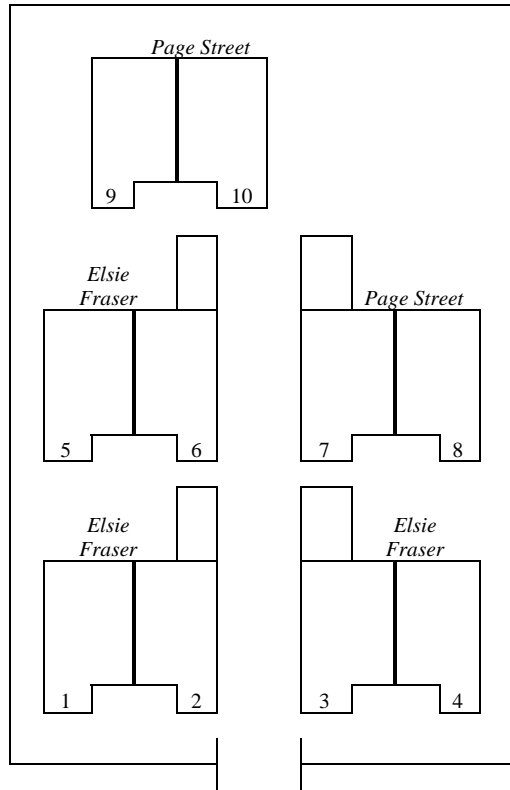 Page Street
9 10
Elsie
Fraser
Page Street
5 6 7 8
Elsie
Fraser
Elsie
Fraser
1 2 3 4